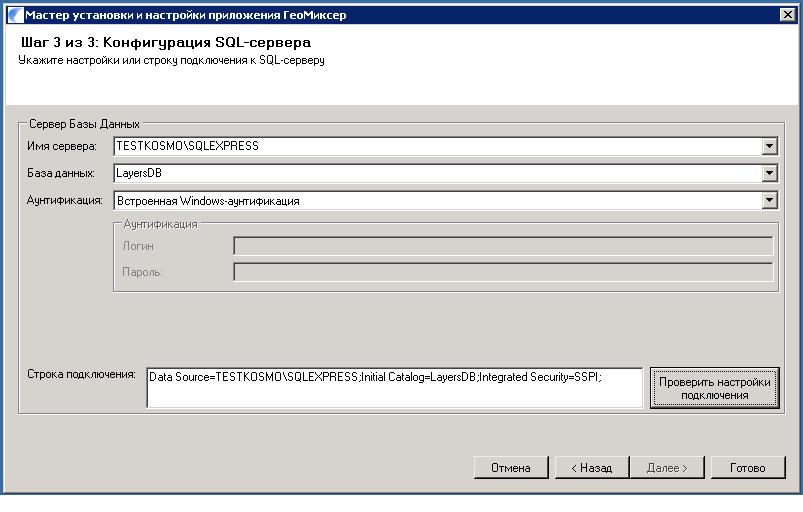 Мастер установки и настройки приложения ГеоМиксер
Шаг 3 из 3: Конфигурация SQL-сервера
Укажите настройки или строку подключения к SQL-серверу
Сервер Базы Данных
Имя сервера: TESTKOSMO\SQLEXPRESS
База данных: LayersDB
Аунтификация: Встроенная Windows-аунтификация
Аунтификация
Логин
Пароль:
Строка подключения: Data Source=TESTKOSMO\SQLEXPRESS;Initial Catalog=LayersDB;Integrated Security=SSPI;
Проверить настройки
подключения
Отмена < Назад Далее > Готово